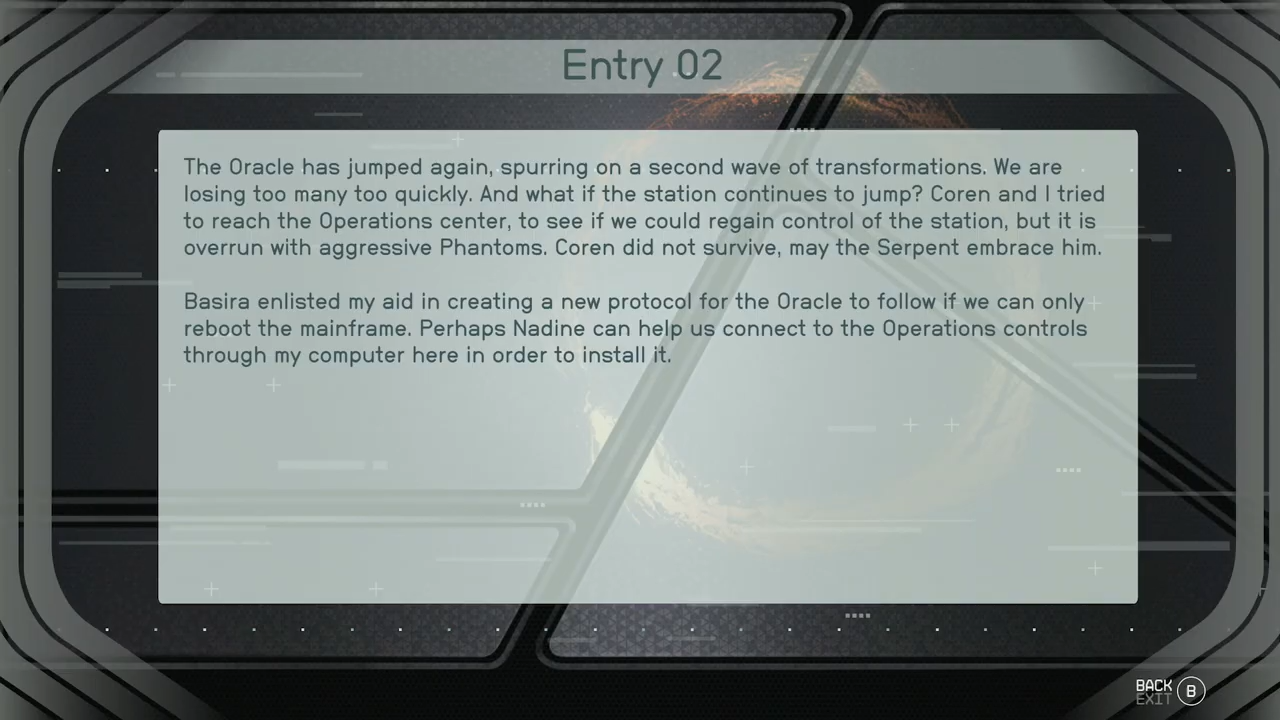 Entry 02
The Oracle has jumped again, spurring on a second wave of transformations. We are
losing too many too quickly. And what if the station continues to jump? Coren and I tried
to reach the Operations center, to see if we could regain control of the station, but it is
overrun with aggressive Phantoms. Coren did not survive, may the Serpent embrace him.
Basira enlisted my aid in creating a new protocol for the Oracle to follow if we can only
reboot the mainframe. Perhaps Nadine can help us connect to the Operations controls
through my computer here in order to install it.
BACK
EXIT
B